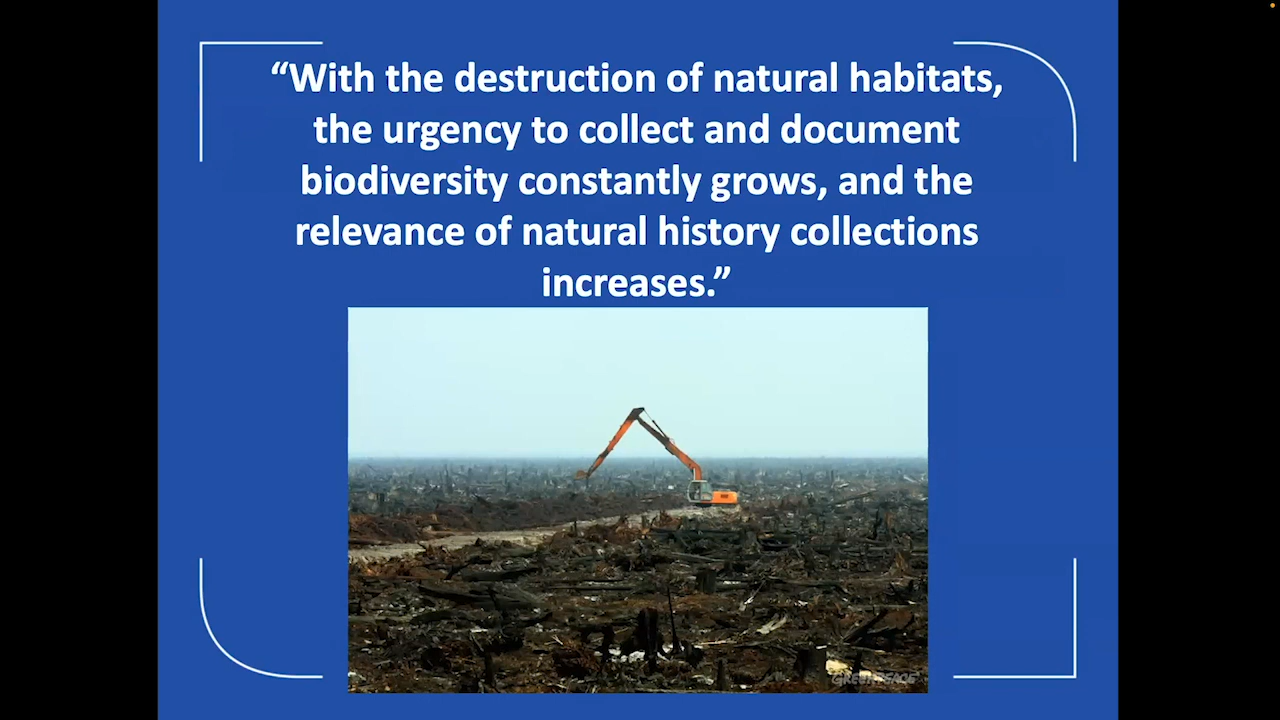 “With the destruction of natural habitats,
the urgency to collect and document
biodiversity constantly grows, and the
relevance of natural history collections
increases.”
GREENPEACE